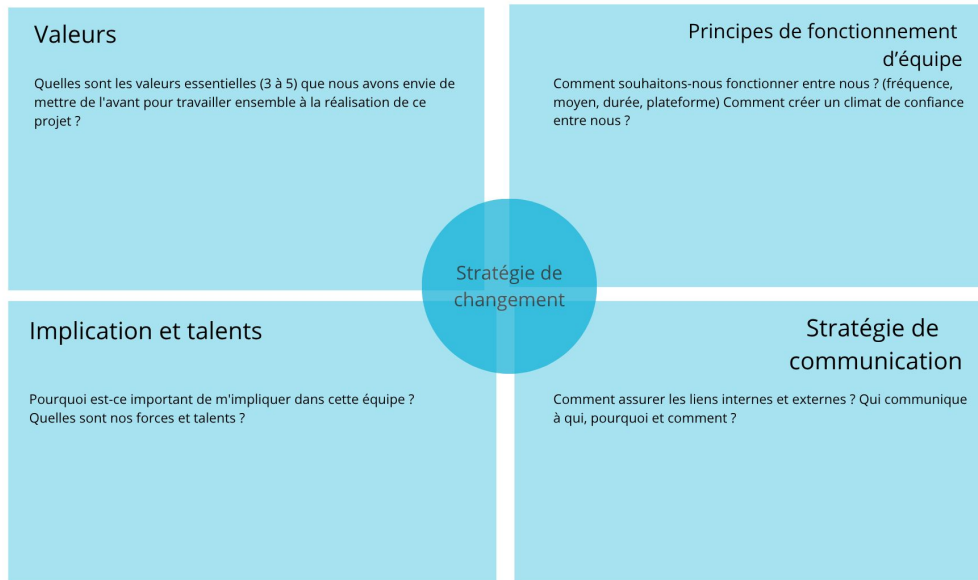 Valeurs
Quelles sont les valeurs essentielles (3 à 5) que nous avons envie de
mettre de l'avant pour travailler ensemble à la réalisation de ce
projet ?
Principes de fonctionnement
d’équipe
Comment souhaitons-nous fonctionner entre nous ? (fréquence,
moyen, durée, plateforme) Comment créer un climat de confiance
entre nous ?
Stratégie de
changement
Implication et talents
Pourquoi est-ce important de m'impliquer dans cette équipe ?
Quelles sont nos forces et talents ?
Stratégie de
communication
Comment assurer les liens internes et externes ? Qui communique
à qui, pourquoi et comment ?